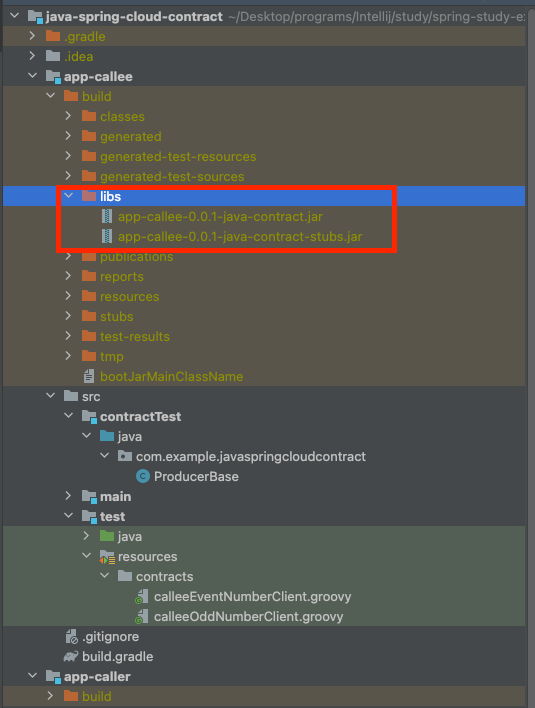 java-spring-cloud-contract ~/Desktop/programs/Intellij/study/spring-study-e
.gradle
.idea
app-callee
build
classes
generated
generated-test-resources
generated-test-sources
libs
app-callee-0.0.1-java-contract.jar
app-callee-0.0.1-java-contract-stubs.jar
publications
reports
resources
stubs
test-results
tmp
bootJarMainClassName
src
contractTest
java
com.example.javaspringcloudcontract
ProducerBase
main
test
java
resources
contracts
calleeEventNumberClient.groovy
calleeOddNumberClient.groovy
.gitignore
build.gradle
app-caller
build